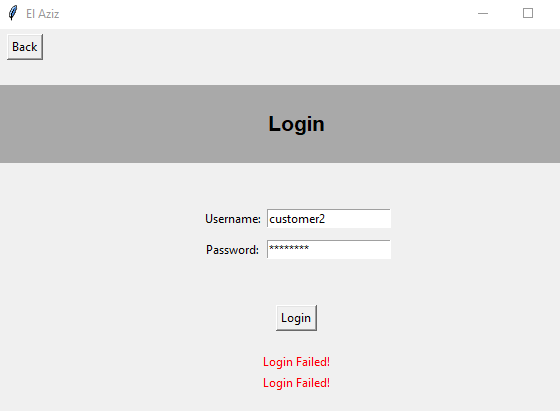 El Aziz
Back
Login
Username: customer2
Password: ********
Login
Login Failed!
Login Failed!